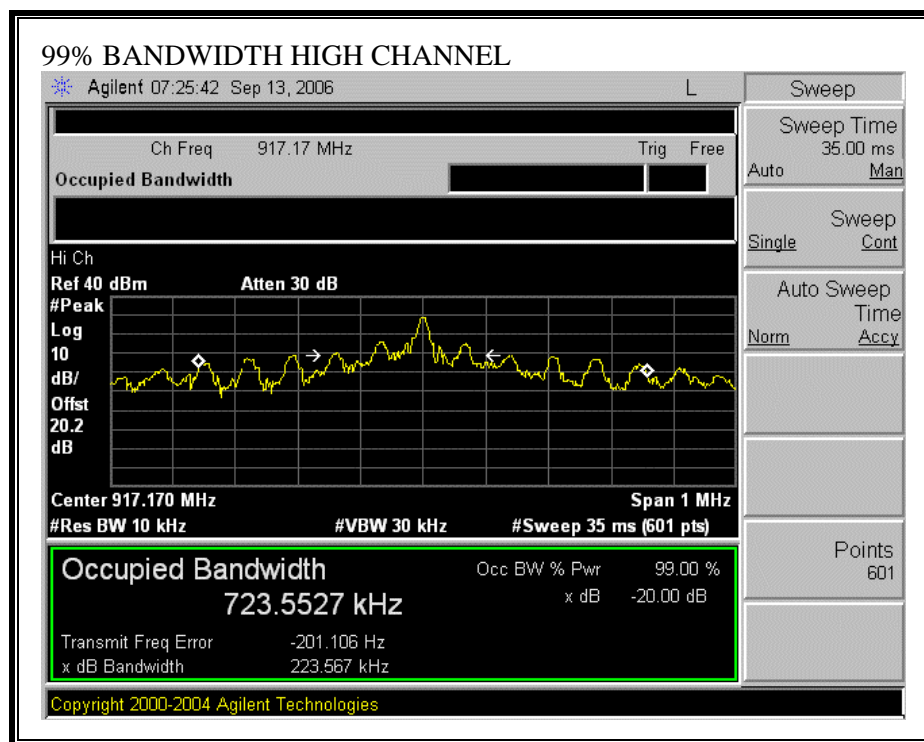 99% BANDWIDTH HIGH CHANNEL
Agilent 07:25:42 Sep 13, 2006 L
Sweep
Ch Freq 917.17 MHz Trig Free
Occupied Bandwidth
Sweep Time
35.00 ms
Auto Man
Sweep
Single Cont
Auto Sweep
Time
Norm Accy
Points
601
Hi Ch
Ref 40 dBm Atten 30 dB
#Peak
Log
10
dB/
Offst
20.2
dB
Center 917.170 MHz Span 1 MHz
#Res BW 10 kHz #VBW 30 kHz #Sweep 35 ms (601 pts)
Occupied Bandwidth
723.5527 kHz
Occ BW % Pwr 99.00 %
x dB -20.00 dB
Transmit Freq Error -201.106 Hz
x dB Bandwidth 223.567 kHz
Copyright 2000-2004 Agilent Technologies